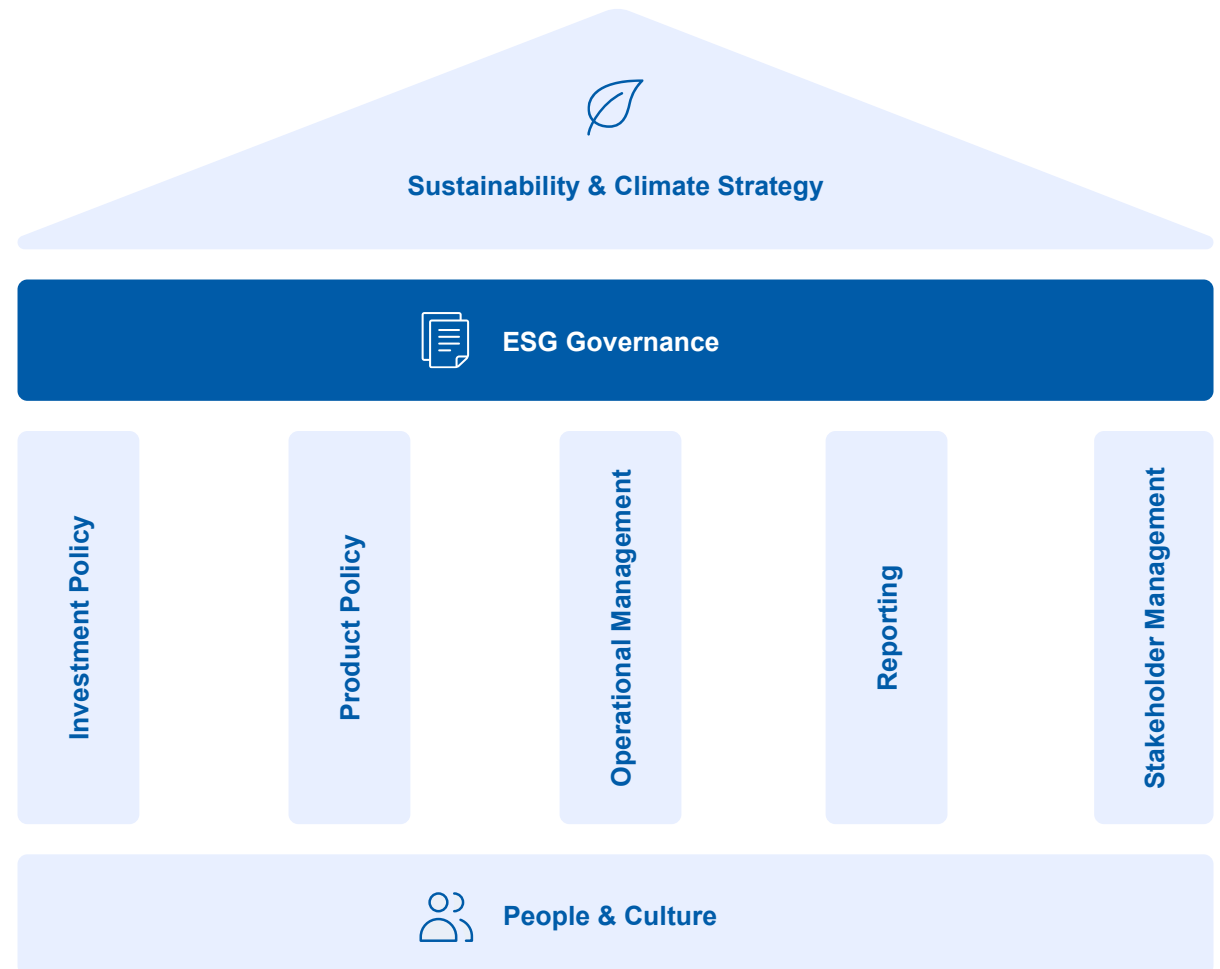 Sustainability & Climate Strategy
ESG Governance
Investment Policy
Product Policy
Operational Management
Reporting
Stakeholder Management
People & Culture